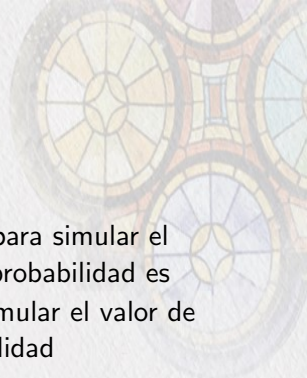 para simular el
probabilidad es
mular el valor de
lidad